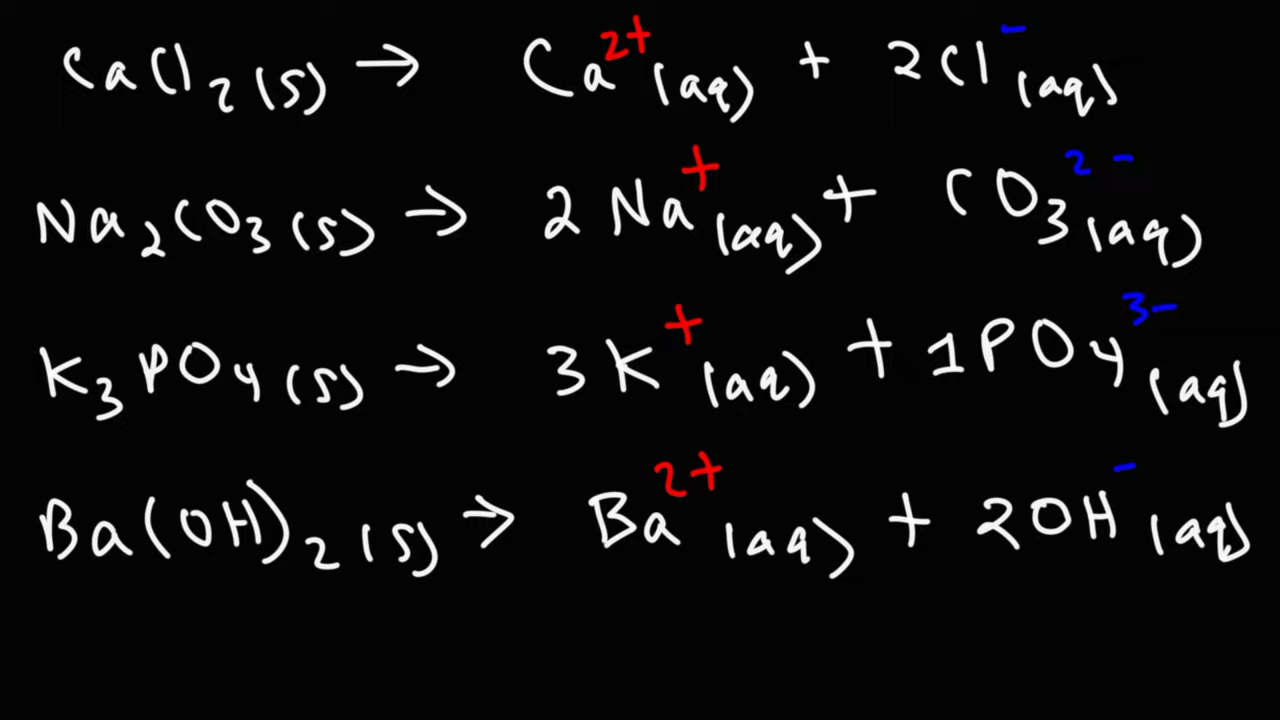 CaCl₂(s) → Ca²⁺(aq) + 2Cl⁻(aq)
Na₂CO₃(s) → 2Na⁺(aq) + CO₃²⁻(aq)
K₃PO₄(s) → 3K⁺(aq) + 1PO₄³⁻(aq)
Ba(OH)₂(s) → Ba²⁺(aq) + 2OH⁻(aq)